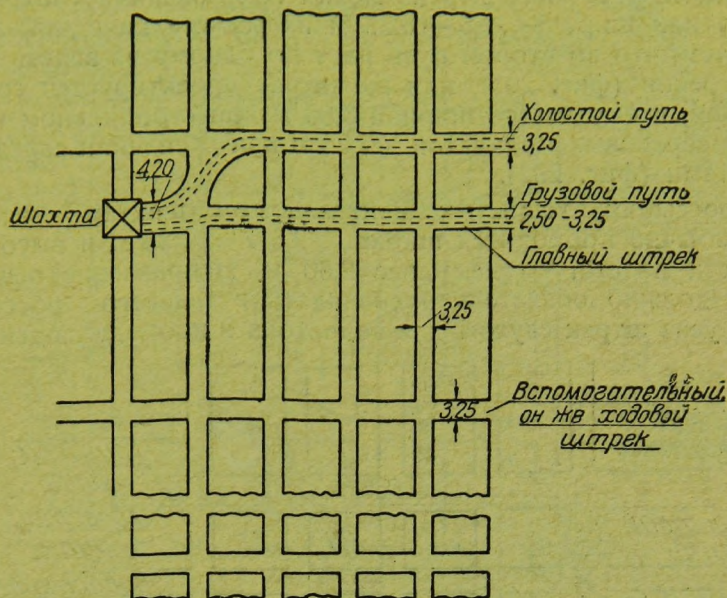 Холостой путь
3,25
4,20
Грузовой путь
Шахта
2,50-3,25
Главный штрек
3,25
Вспомогательный,
3,25
он же ходовой
штрек